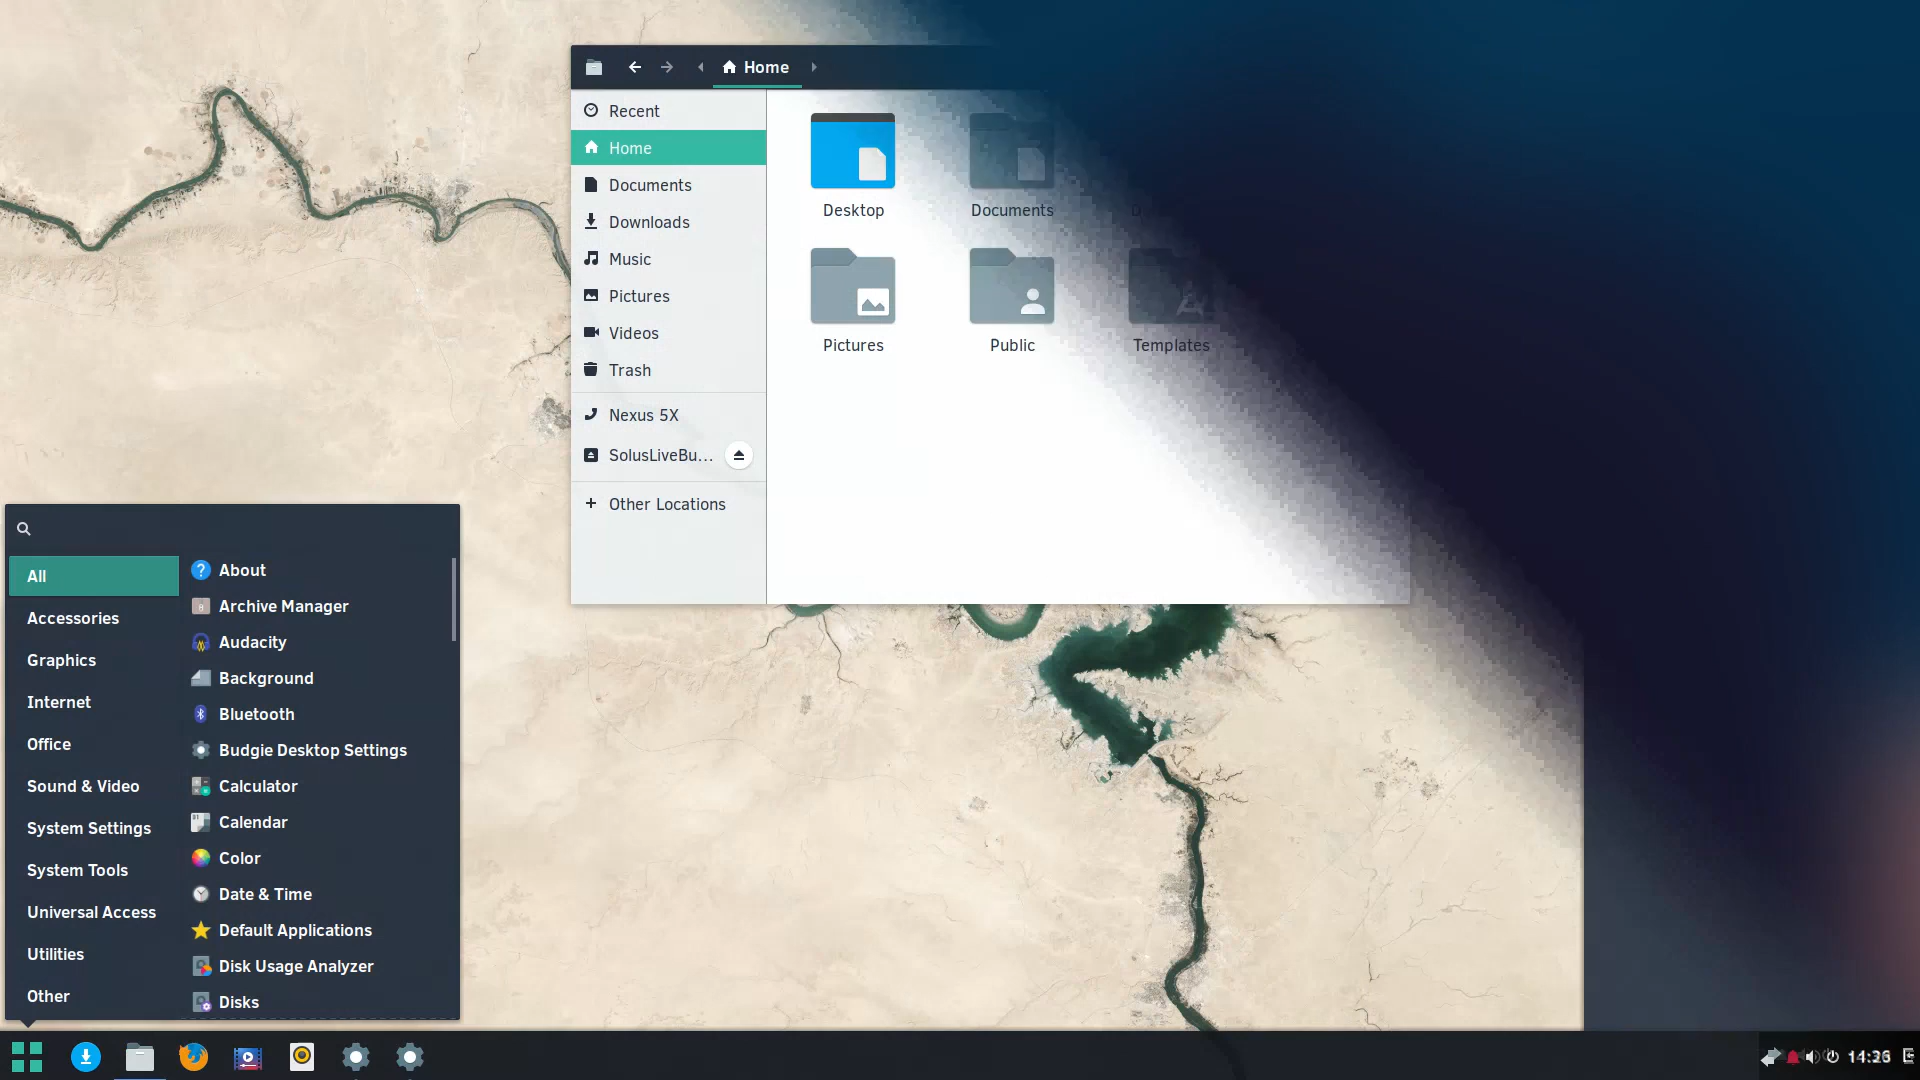 Home
Recent
Home
Documents
Downloads
Music
Pictures
Videos
Trash
Nexus 5X
SolusLiveBu...
Other Locations
Desktop
Documents
Pictures
Public
Templates
All
Accessories
Graphics
Internet
Office
Sound & Video
System Settings
System Tools
Universal Access
Utilities
Other
About
Archive Manager
Audacity
Background
Bluetooth
Budgie Desktop Settings
Calculator
Calendar
Color
Date & Time
Default Applications
Disk Usage Analyzer
Disks